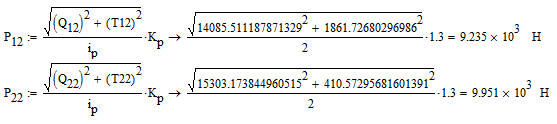 P₁₂ := √((Q₁₂)² + (T12)²) / iₚ · Kₚ → √(14085.511187871329² + 1861.72680296986²) / 2 · 1.3 = 9.235 × 10³ H
P₂₂ := √((Q₂₂)² + (T22)²) / iₚ · Kₚ → √(15303.173844960515² + 410.57295681601391²) / 2 · 1.3 = 9.951 × 10³ H